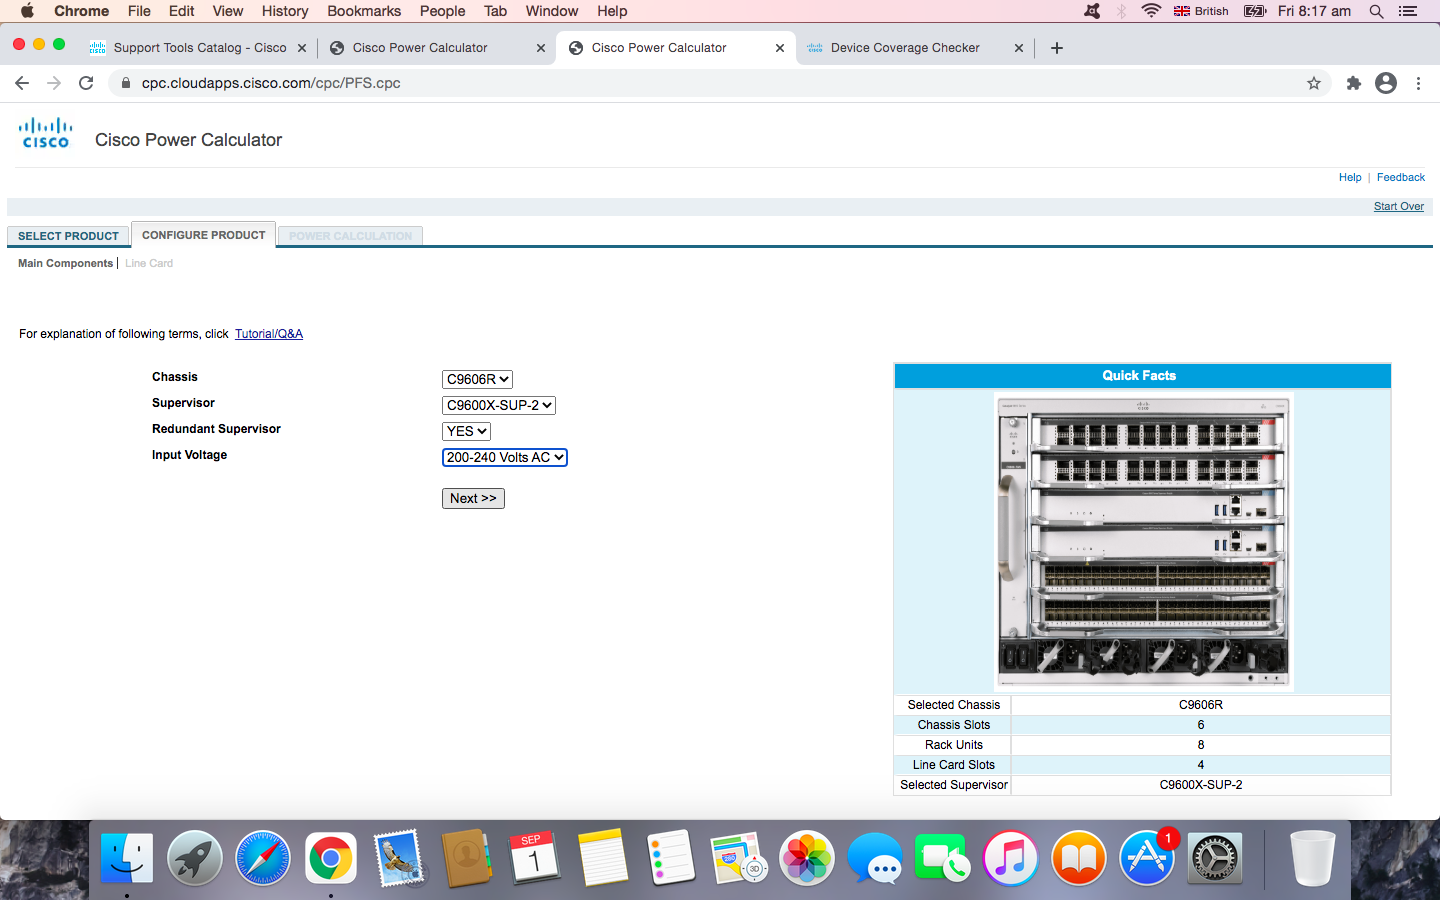 Chrome File Edit View History Bookmarks People Tab Window Help British Fri 8:17 am
Support Tools Catalog - Cisco Cisco Power Calculator Cisco Power Calculator Device Coverage Checker
cpc.cloudapps.cisco.com/cpc/PFS.cpc
CISCO Cisco Power Calculator
Help | Feedback
Start Over
SELECT PRODUCT CONFIGURE PRODUCT POWER CALCULATION
Main Components | Line Card
For explanation of following terms, click Tutorial/Q&A
Chassis C9606R
Supervisor C9600X-SUP-2
Redundant Supervisor YES
Input Voltage 200-240 Volts AC
Next >>
Quick Facts
Selected Chassis C9606R
Chassis Slots 6
Rack Units 8
Line Card Slots 4
Selected Supervisor C9600X-SUP-2
SEP
1
280
3D
1